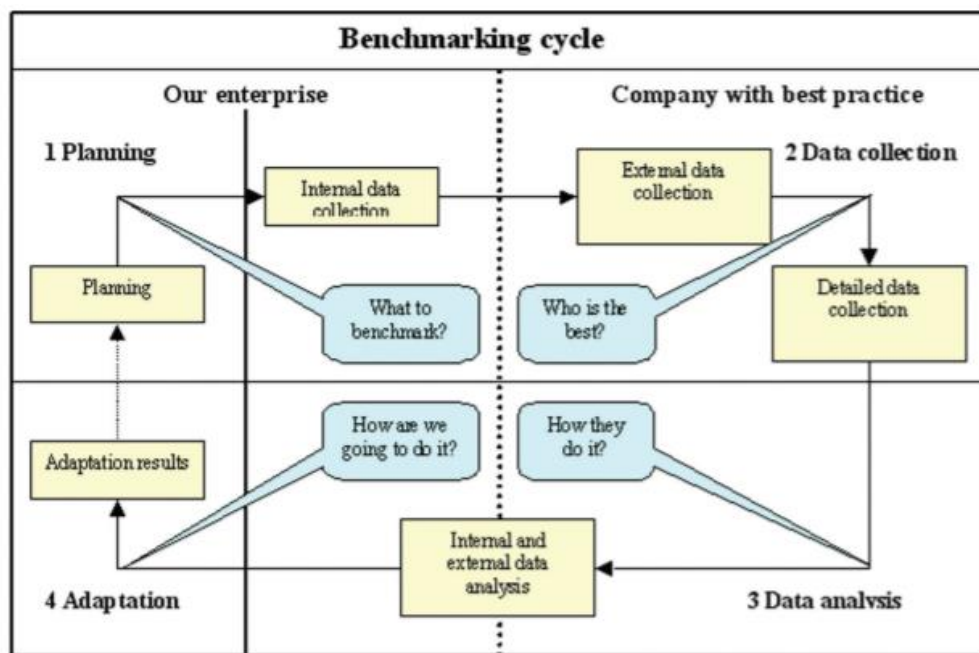 Benchmarking cycle
Our enterprise
Company with best practice
1 Planning
2 Data collection
Internal data
collection
External data
collection
Planning
What to
benchmark?
Who is the
best?
Detailed data
collection
Adaptation results
How are we
going to do it?
How they
do it?
Internal and
external data
analysis
4 Adaptation
3 Data analysis